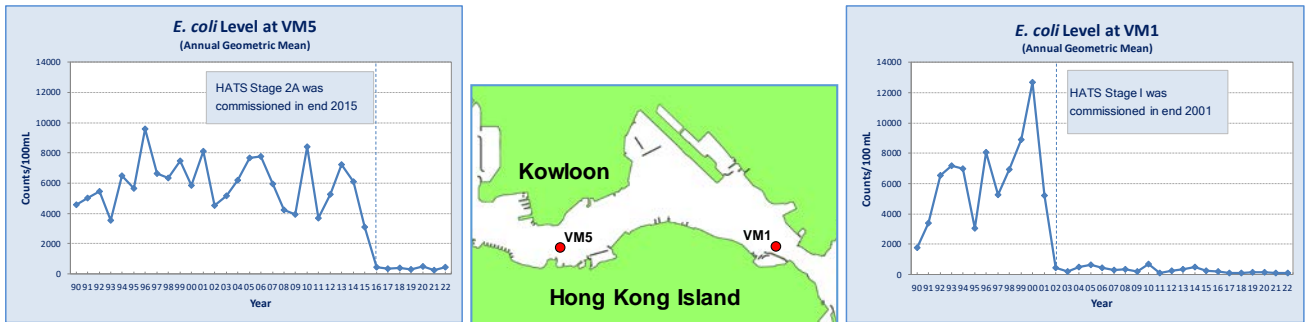 E. coli Level at VM5
(Annual Geometric Mean)
Counts/100mL
14000
12000
10000
8000
6000
4000
2000
0
HATS Stage 2A was
commissioned in end 2015
90 91 92 93 94 95 96 97 98 99 00 01 02 03 04 05 06 07 08 09 10 11 12 13 14 15 16 17 18 19 20 21 22
Year
Kowloon
VM5
VM1
Hong Kong Island
E. coli Level at VM1
(Annual Geometric Mean)
Counts/100 mL
14000
12000
10000
8000
6000
4000
2000
0
HATS Stage I was
commissioned in end 2001
90 91 92 93 94 95 96 97 98 99 00 01 02 03 04 05 06 07 08 09 10 11 12 13 14 15 16 17 18 19 20 21 22
Year